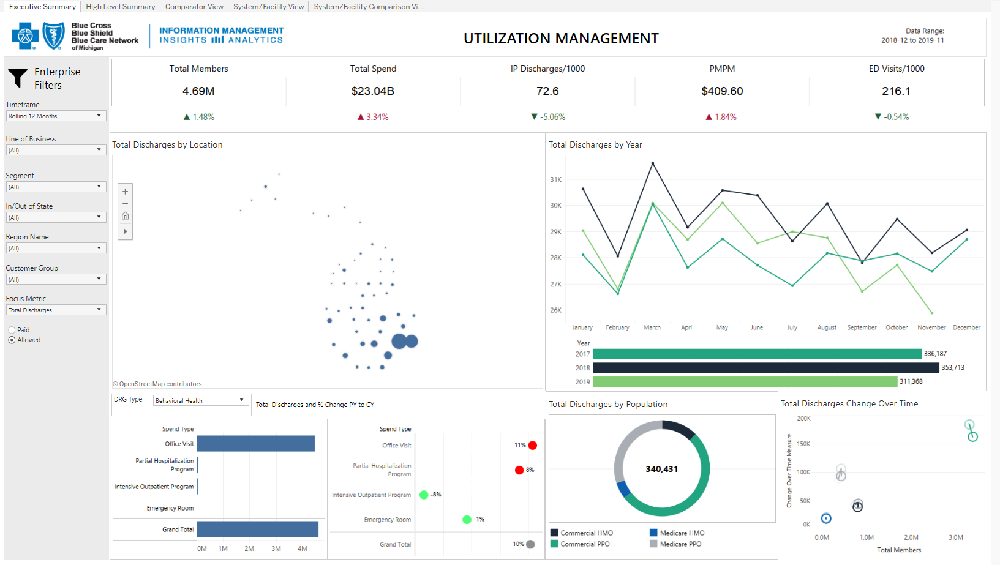 Executive Summary
High Level Summary
Comparator View
System/Facility View
System/Facility Comparison Vi...
Blue Cross
Blue Shield
Blue Care Network
of Michigan
INFORMATION MANAGEMENT
INSIGHTS ANALYTICS
UTILIZATION MANAGEMENT
Data Range:
2018-12 to 2019-11
Enterprise
Filters
Timeframe
Rolling 12 Months
Line of Business
(All)
Segment
(All)
In/Out of State
(All)
Region Name
(All)
Customer Group
(All)
Focus Metric
Total Discharges
Paid
Allowed
Total Members
4.69M
▲ 1.48%
Total Spend
$23.04B
▲ 3.34%
IP Discharges/1000
72.6
▼ -5.06%
PMPM
$409.60
▲ 1.84%
ED Visits/1000
216.1
▼ -0.54%
Total Discharges by Location
+
−
© OpenStreetMap contributors
Total Discharges by Year
31K
30K
29K
28K
27K
26K
January February March April May June July August September October November December
Year
2017 336,187
2018 353,713
2019 311,368
DRG Type
Behavioral Health
Total Discharges and % Change PY to CY
Spend Type
Office Visit
Partial Hospitalization
Program
Intensive Outpatient Program
Emergency Room
Grand Total
0M 1M 2M 3M 4M
Spend Type
Office Visit 11%
Partial Hospitalization
Program 8%
Intensive Outpatient Program -8%
Emergency Room -1%
Grand Total 10%
Total Discharges by Population
340,431
Commercial HMO
Medicare HMO
Commercial PPO
Medicare PPO
Total Discharges Change Over Time
Change Over Time Measure
200K
150K
100K
50K
0K
0.0M 1.0M 2.0M 3.0M
Total Members